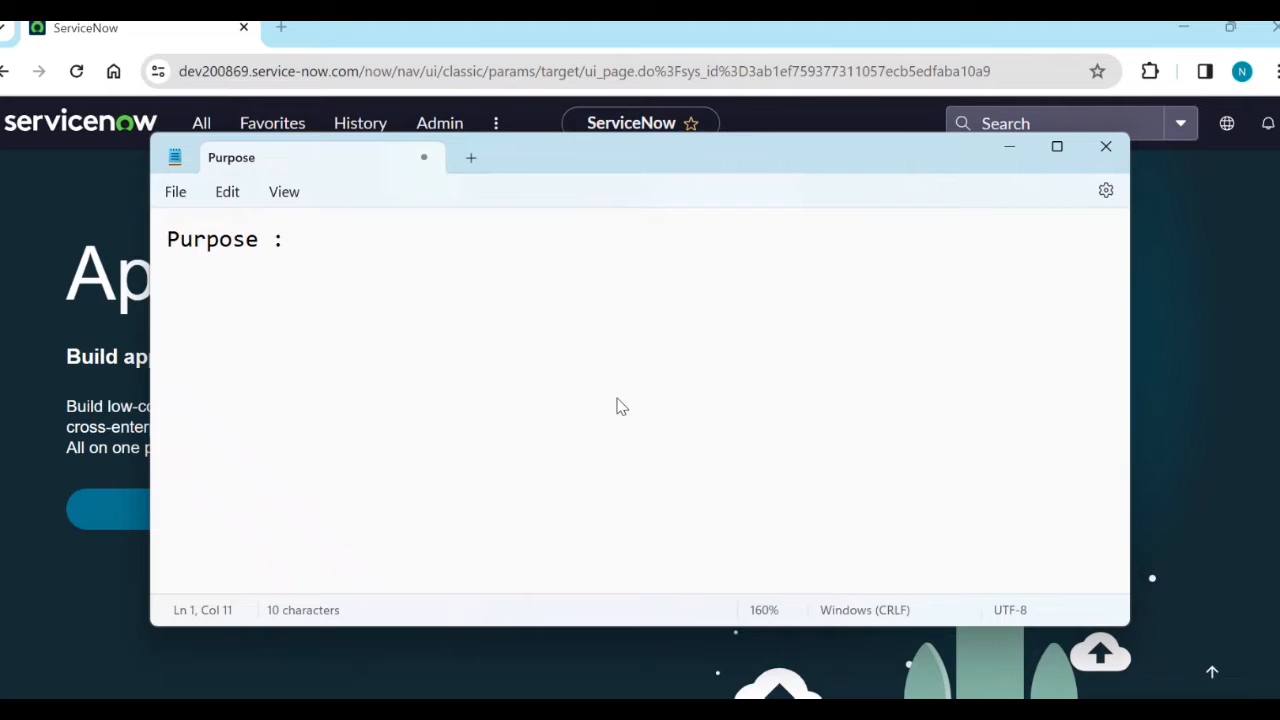 ServiceNow
dev200869.service-now.com/now/nav/ui/classic/params/target/ui_page.do%3Fsys_id%3D3ab1ef759377311057ecb5edfaba10a9
N
servicenow All Favorites History Admin ServiceNow Search
Purpose
File Edit View
Purpose :
Ap
Build app
Build low-co
cross-enter
All on one p
Ln 1, Col 11 10 characters 160% Windows (CRLF) UTF-8